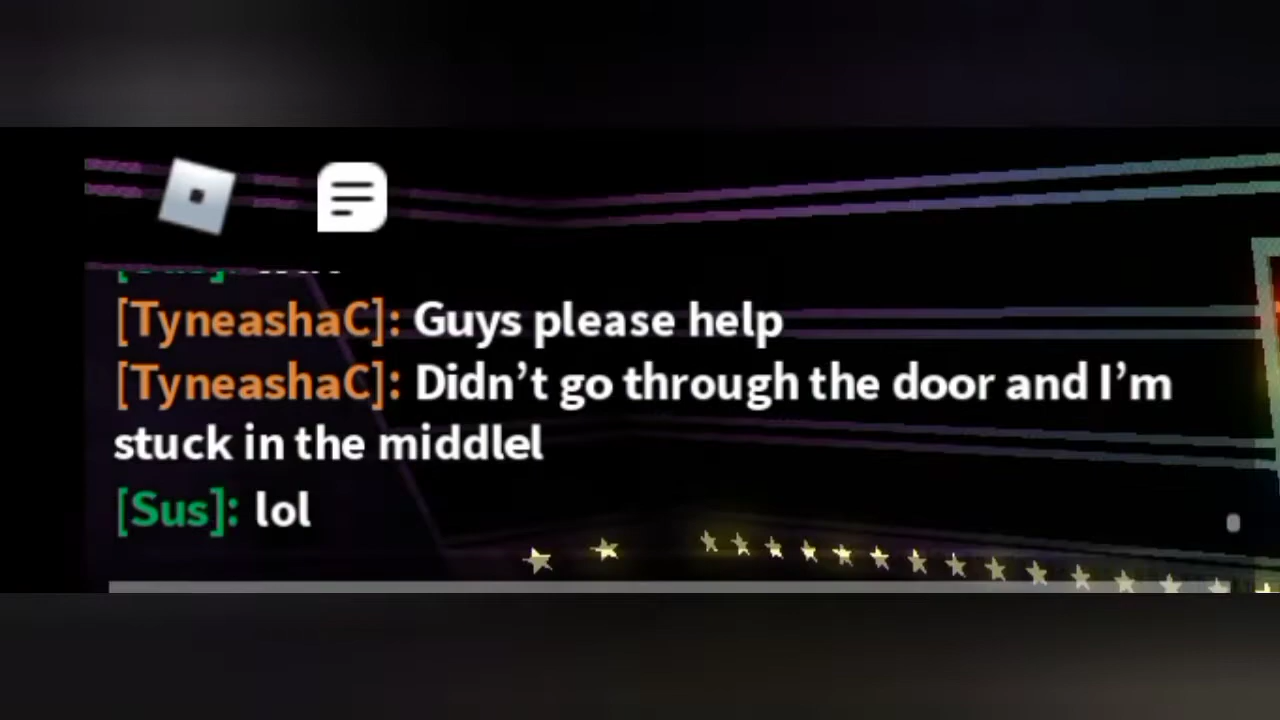 [TyneashaC]: Guys please help
[TyneashaC]: Didn't go through the door and I'm
stuck in the middlel
[Sus]: lol